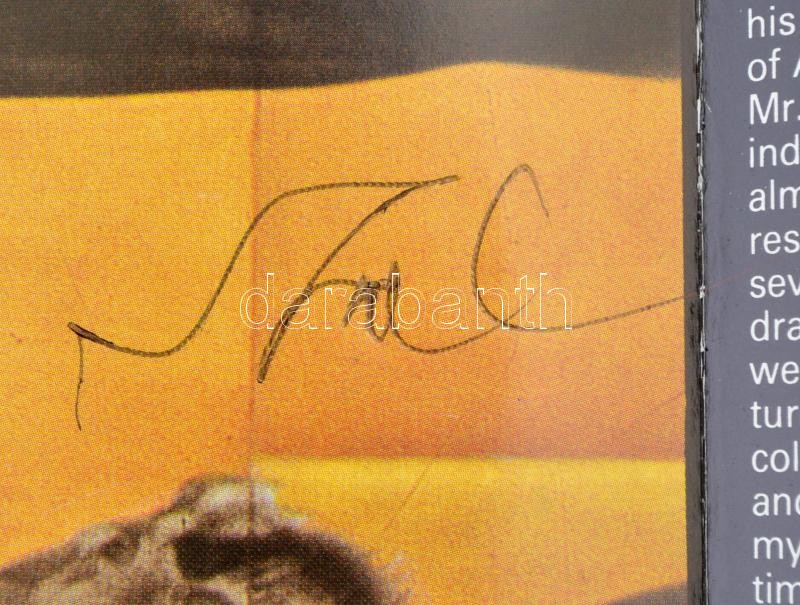 his
of A
Mr.
ind
alm
res
sev
dra
we
tur
col
and
my
tim
darabanth